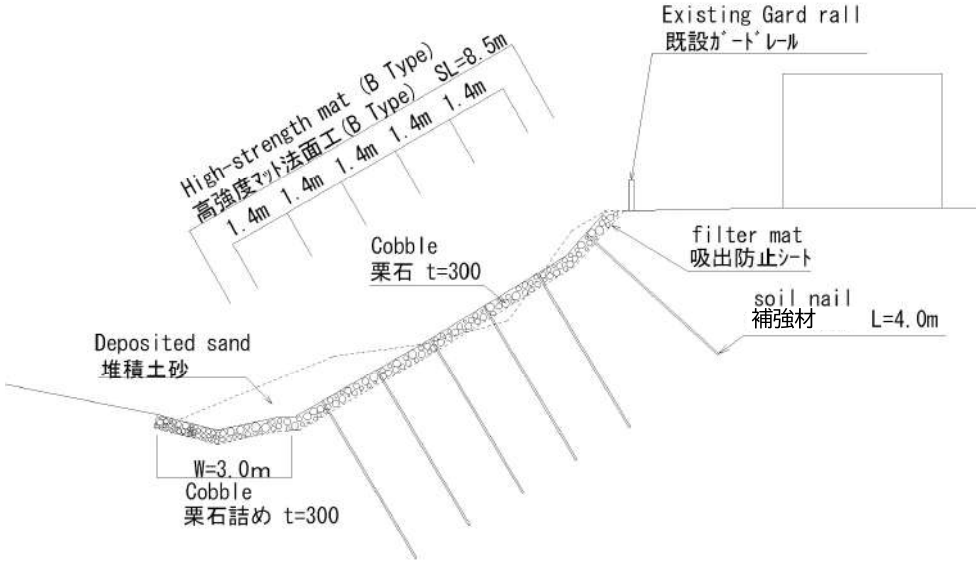 Existing Gard rall
既設ガードレール
High-strength mat (B Type)
高強度マット法面工(B Type) SL=8.5m
1.4m 1.4m 1.4m 1.4m 1.4m
filter mat
吸出防止シート
Cobble
栗石 t=300
soil nail
補強材 L=4.0m
Deposited sand
堆積土砂
W=3.0m
Cobble
栗石詰め t=300